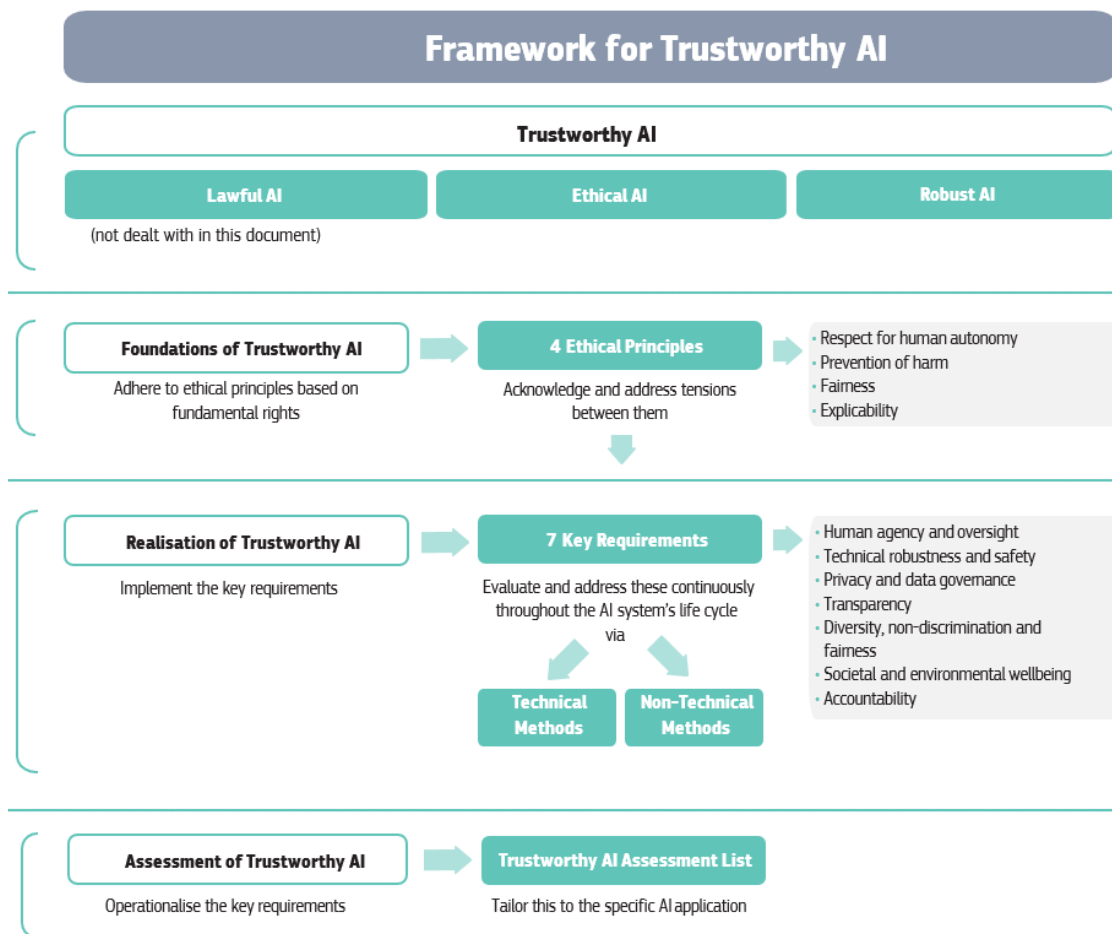 Framework for Trustworthy AI
Trustworthy AI
Lawful AI
Ethical AI
Robust AI
(not dealt with in this document)
Foundations of Trustworthy AI
Adhere to ethical principles based on
fundamental rights
4 Ethical Principles
Acknowledge and address tensions
between them
• Respect for human autonomy
• Prevention of harm
• Fairness
• Explicability
Realisation of Trustworthy AI
Implement the key requirements
7 Key Requirements
Evaluate and address these continuously
throughout the AI system's life cycle
via
Technical
Methods
Non-Technical
Methods
• Human agency and oversight
• Technical robustness and safety
• Privacy and data governance
• Transparency
• Diversity, non-discrimination and
fairness
• Societal and environmental wellbeing
• Accountability
Assessment of Trustworthy AI
Operationalise the key requirements
Trustworthy AI Assessment List
Tailor this to the specific AI application